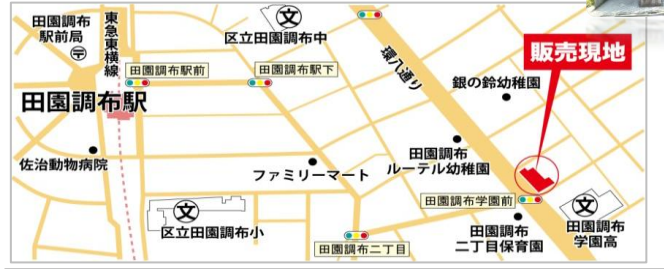 田園調布
駅前局
東急東横線
文
区立田園調布中
環八通り
販売現地
田園調布駅前
田園調布駅下
銀の鈴幼稚園
田園調布駅
佐治動物病院
ファミリーマート
田園調布
ルーテル幼稚園
田園調布学園前
文
区立田園調布小
田園調布二丁目
田園調布
二丁目保育園
文
田園調布
学園高